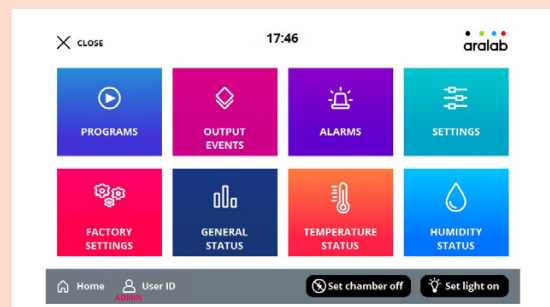 CLOSE
17:46
aralab
PROGRAMS
OUTPUT
EVENTS
ALARMS
SETTINGS
FACTORY
SETTINGS
GENERAL
STATUS
TEMPERATURE
STATUS
HUMIDITY
STATUS
Home
User ID
ADMIN
Set chamber off
Set light on